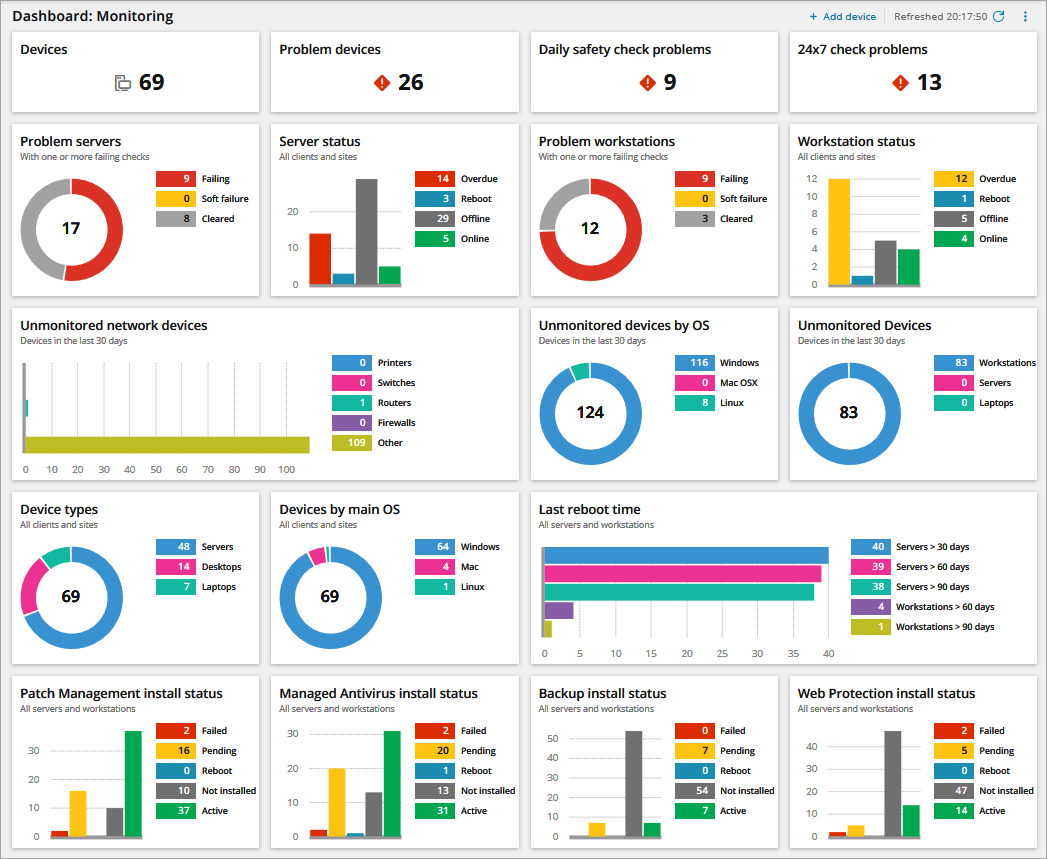 Dashboard: Monitoring
+ Add device
Refreshed 20:17:50
Devices
69
Problem devices
26
Daily safety check problems
9
24x7 check problems
13
Problem servers
With one or more failing checks
17
9 Failing
0 Soft failure
8 Cleared
Server status
All clients and sites
20
10
0
14 Overdue
3 Reboot
29 Offline
5 Online
Problem workstations
With one or more failing checks
12
9 Failing
0 Soft failure
3 Cleared
Workstation status
All clients and sites
12
10
8
6
4
2
0
12 Overdue
1 Reboot
5 Offline
4 Online
Unmonitored network devices
Devices in the last 30 days
0 10 20 30 40 50 60 70 80 90 100
0 Printers
0 Switches
1 Routers
0 Firewalls
109 Other
Unmonitored devices by OS
Devices in the last 30 days
124
116 Windows
0 Mac OSX
8 Linux
Unmonitored Devices
Devices in the last 30 days
83
83 Workstations
0 Servers
0 Laptops
Device types
All clients and sites
69
48 Servers
14 Desktops
7 Laptops
Devices by main OS
All clients and sites
69
64 Windows
4 Mac
1 Linux
Last reboot time
All servers and workstations
0 5 10 15 20 25 30 35 40
40 Servers > 30 days
39 Servers > 60 days
38 Servers > 90 days
4 Workstations > 60 days
1 Workstations > 90 days
Patch Management install status
All servers and workstations
30
20
10
0
2 Failed
16 Pending
0 Reboot
10 Not installed
37 Active
Managed Antivirus install status
All servers and workstations
30
20
10
0
2 Failed
20 Pending
1 Reboot
13 Not installed
31 Active
Backup install status
All servers and workstations
50
40
30
20
10
0
0 Failed
7 Pending
0 Reboot
54 Not installed
7 Active
Web Protection install status
All servers and workstations
40
30
20
10
0
2 Failed
5 Pending
0 Reboot
47 Not installed
14 Active